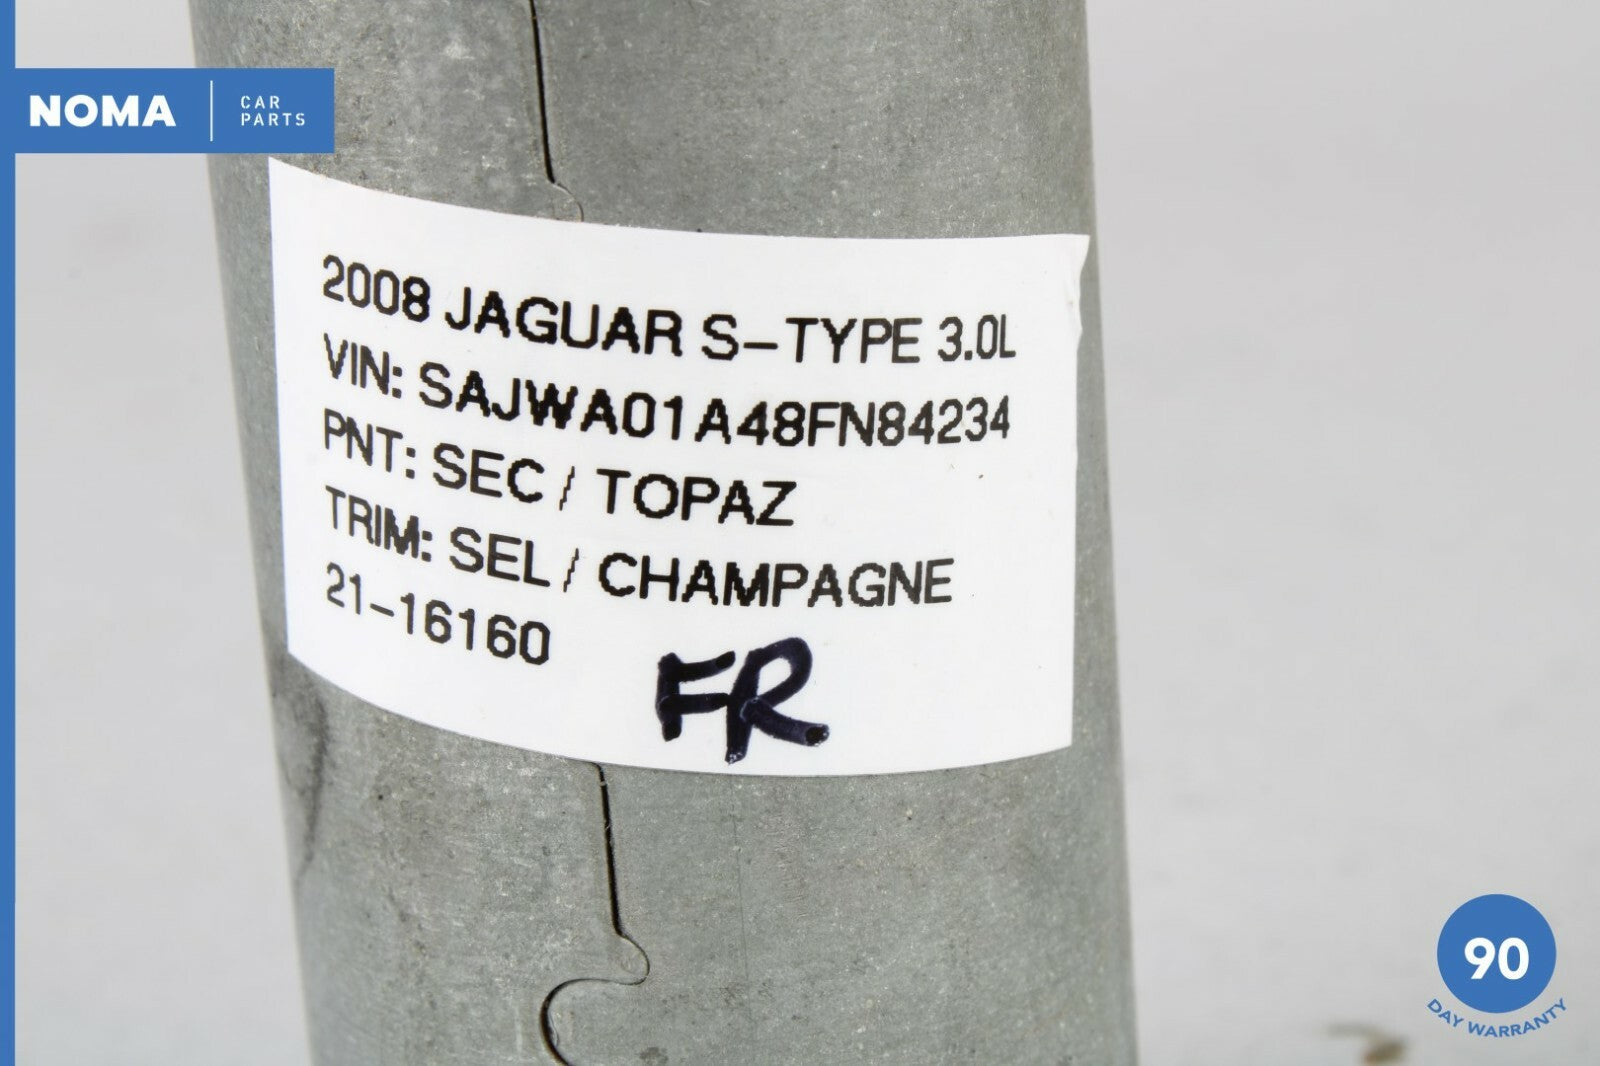 NOMA
CAR
PARTS
2008 JAGUAR S-TYPE 3.0L
VIN: SAJWA01A48FN84234
PNT: SEC / TOPAZ
TRIM: SEL / CHAMPAGNE
21-16160
FR
90
DAY WARRANTY